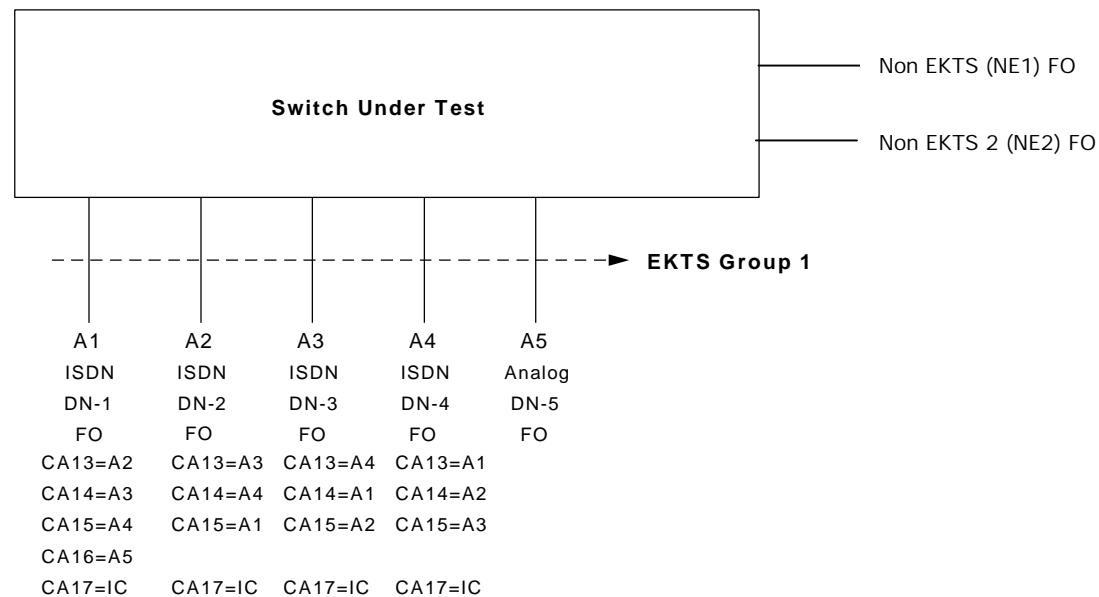 Non EKTS (NE1) FO
Switch Under Test
Non EKTS 2 (NE2) FO
EKTS Group 1
A1 A2 A3 A4 A5
ISDN ISDN ISDN ISDN Analog
DN-1 DN-2 DN-3 DN-4 DN-5
FO FO FO FO FO
CA13=A2 CA13=A3 CA13=A4 CA13=A1
CA14=A3 CA14=A4 CA14=A1 CA14=A2
CA15=A4 CA15=A1 CA15=A2 CA15=A3
CA16=A5
CA17=IC CA17=IC CA17=IC CA17=IC